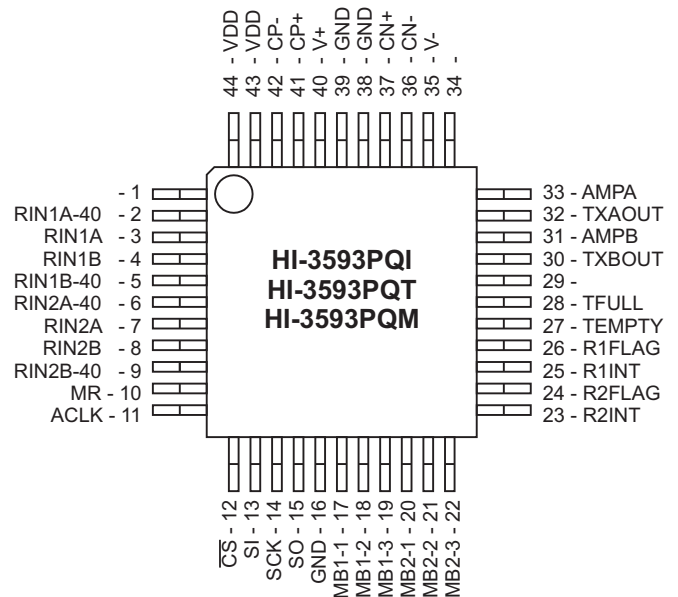 44 - VDD
43 - VDD
42 - CP-
41 - CP+
40 - V+
39 - GND
38 - GND
37 - CN+
36 - CN-
35 - V-
34 -
- 1
RIN1A-40 - 2
RIN1A - 3
RIN1B - 4
RIN1B-40 - 5
RIN2A-40 - 6
RIN2A - 7
RIN2B - 8
RIN2B-40 - 9
MR - 10
ACLK - 11
HI-3593PQI
HI-3593PQT
HI-3593PQM
33 - AMPA
32 - TXAOUT
31 - AMPB
30 - TXBOUT
29 -
28 - TFULL
27 - TEMPTY
26 - R1FLAG
25 - R1INT
24 - R2FLAG
23 - R2INT
C̅S̅ - 12
SI - 13
SCK - 14
SO - 15
GND - 16
MB1-1 - 17
MB1-2 - 18
MB1-3 - 19
MB2-1 - 20
MB2-2 - 21
MB2-3 - 22